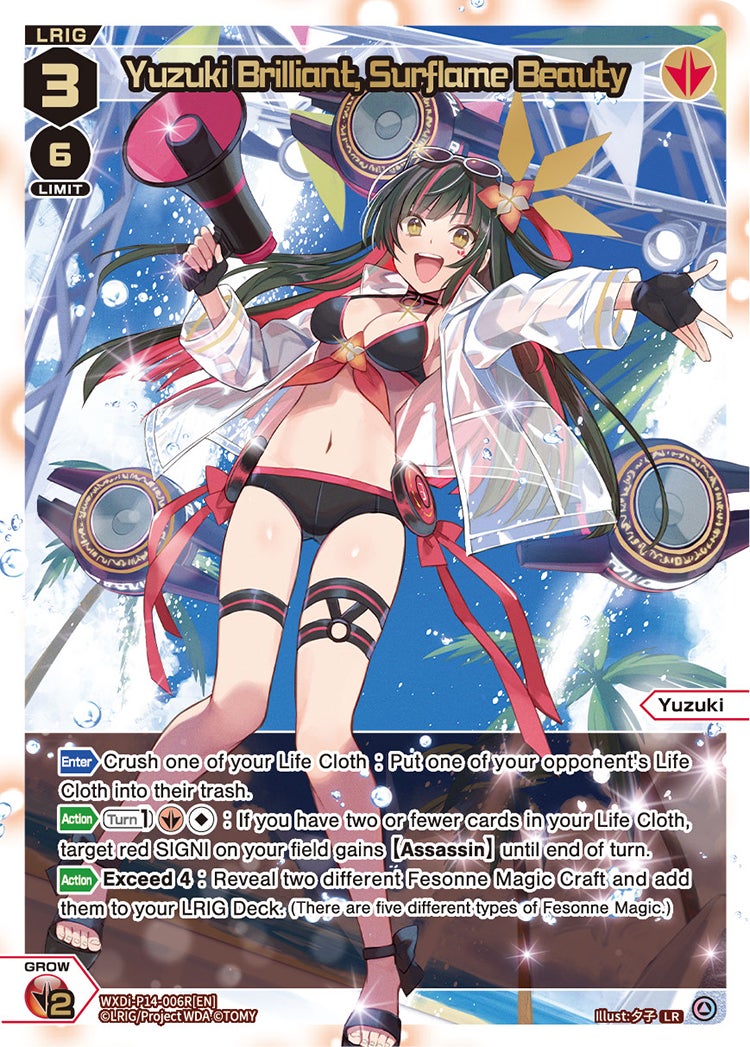 LRIG
3
Yuzuki Brilliant, Surflame Beauty
6
LIMIT
Yuzuki
Enter Crush one of your Life Cloth : Put one of your opponent's Life
Cloth into their trash.
Action Turn 1 : If you have two or fewer cards in your Life Cloth,
target red SIGNI on your field gains 【Assassin】 until end of turn.
Action Exceed 4 : Reveal two different Fesonne Magic Craft and add
them to your LRIG Deck. (There are five different types of Fesonne Magic.)
GROW
2
WXDi-P14-006R[EN]
©LRIG/Project WDA ©TOMY
Illust:夕子 LR